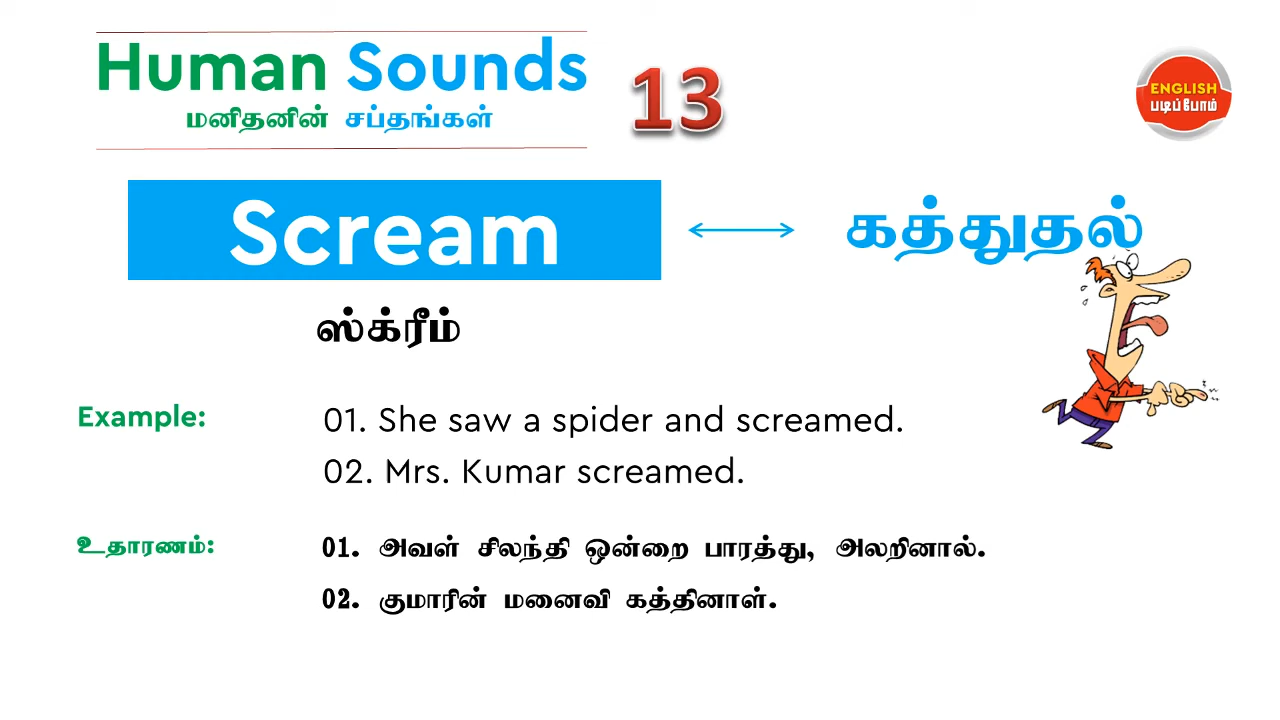 Human Sounds
மனிதனின் சப்தங்கள்
13
ENGLISH
படிப்போம்
Scream
கத்துதல்
ஸ்க்ரீம்
Example:
01. She saw a spider and screamed.
02. Mrs. Kumar screamed.
உதாரணம்:
01. அவள் சிலந்தி ஒன்றை பாரத்து, அலறினால்.
02. குமாரின் மனைவி கத்தினாள்.